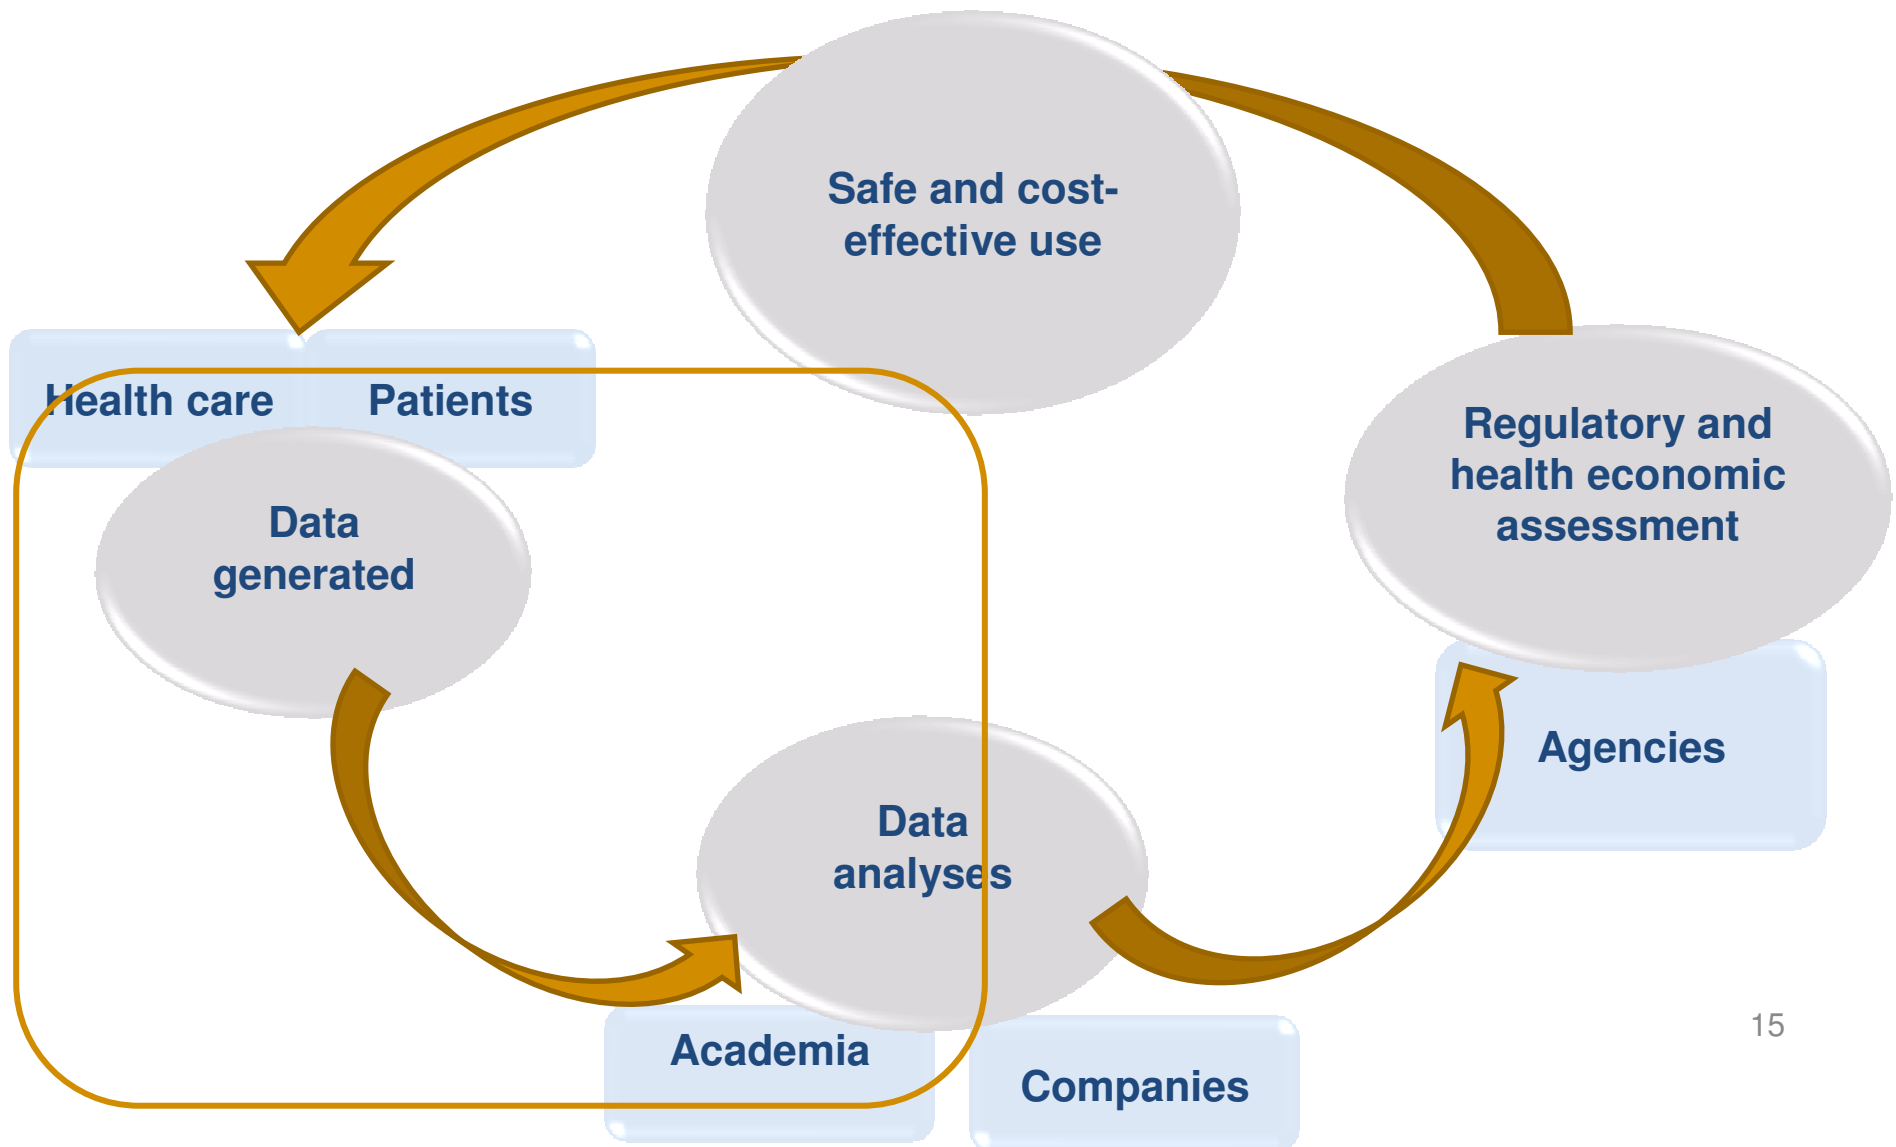 Safe and cost-
effective use
Health care
Patients
Regulatory and
health economic
assessment
Data
generated
Agencies
Data
analyses
Academia
Companies
15